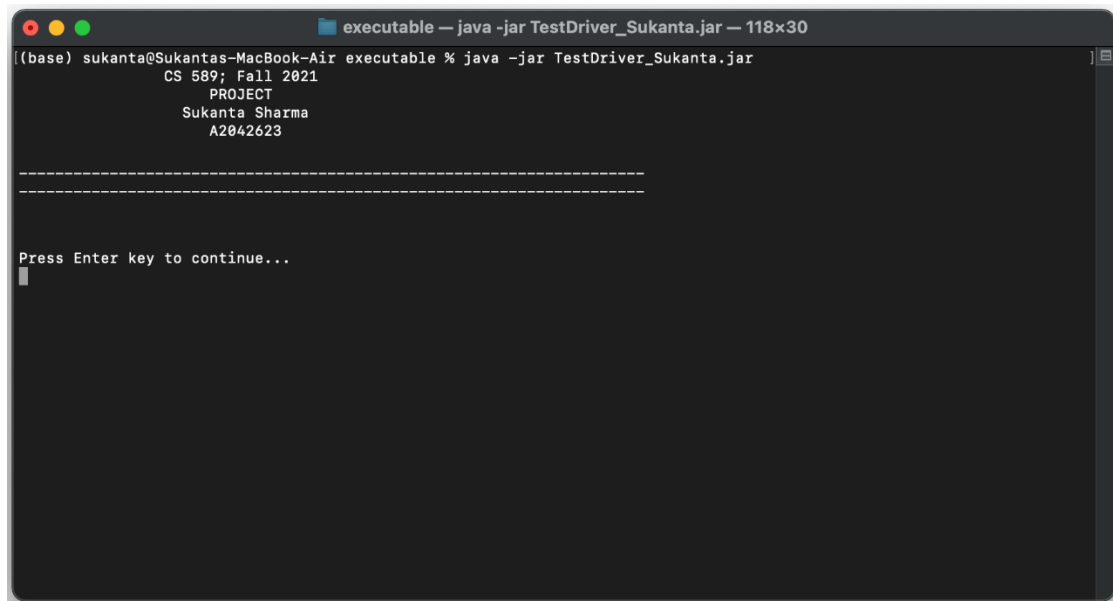 executable — java -jar TestDriver_Sukanta.jar — 118×30
[(base) sukanta@Sukantas-MacBook-Air executable % java -jar TestDriver_Sukanta.jar ]
CS 589; Fall 2021
PROJECT
Sukanta Sharma
A2042623
---------------------------------------------------------------------
---------------------------------------------------------------------
Press Enter key to continue...